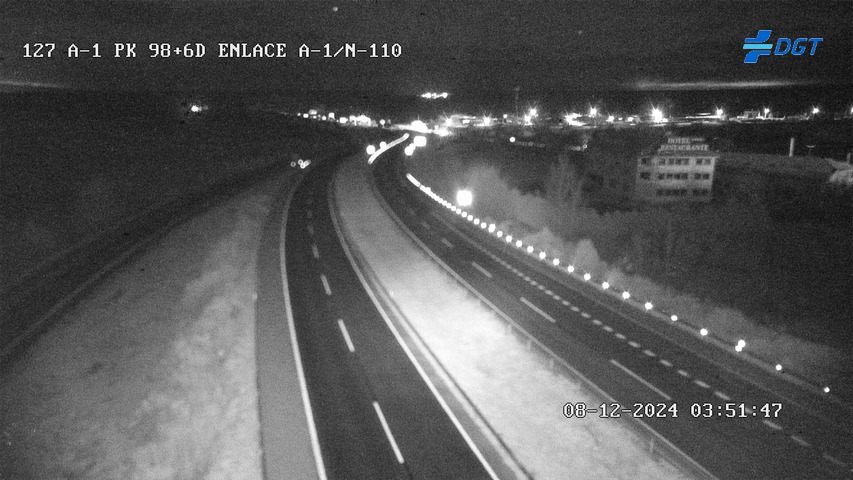 127 A-1 PK 98+6D ENLACE A-1/N-110
DGT
HOTEL
RESTAURANTE
08-12-2024 03:51:47